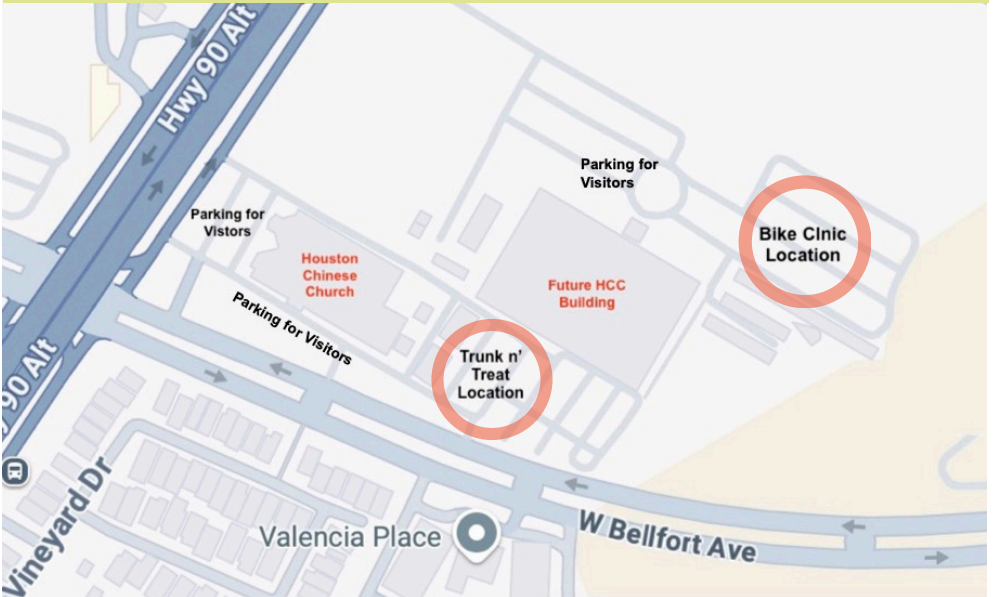 Hwy 90 Alt
Parking for
Visitors
Parking for
Vistors
Bike Clnic
Location
Houston
Chinese
Church
Future HCC
Building
Parking for Visitors
Trunk n'
Treat
Location
90 Alt
Vineyard Dr
Valencia Place
W Bellfort Ave